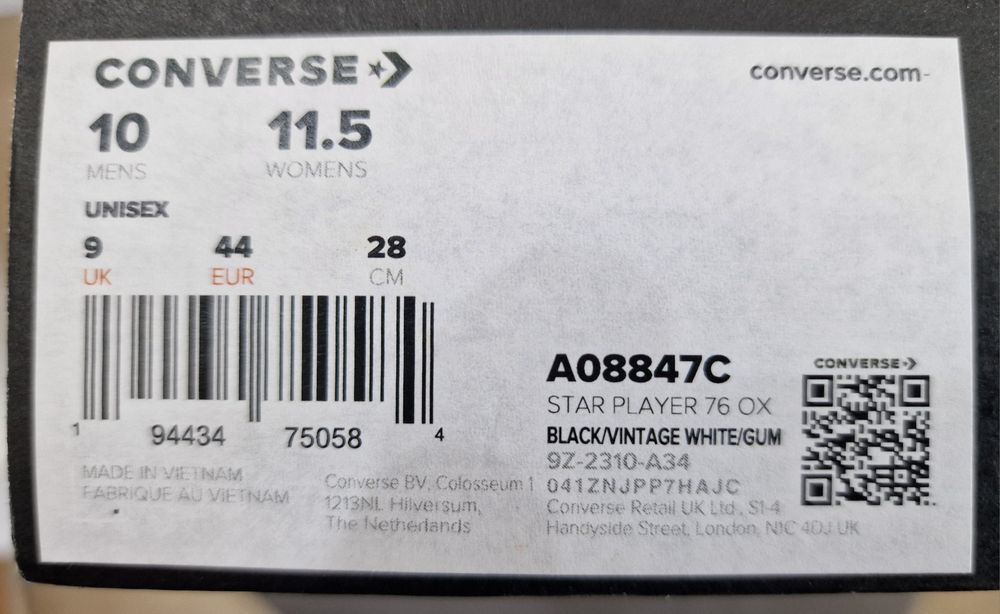 CONVERSE
converse.com
10 11.5
MENS WOMENS
UNISEX
9 44 28
UK EUR CM
1 94434 75058 4
MADE IN VIETNAM
FABRIQUE AU VIETNAM
Converse BV, Colosseum 1
1213NL Hilversum,
The Netherlands
A08847C
STAR PLAYER 76 OX
BLACK/VINTAGE WHITE/GUM
9Z-2310-A34
041ZNJPP7HAJC
Converse Retail UK Ltd., S1-4
Handyside Street, London, N1C 4DJ UK
CONVERSE